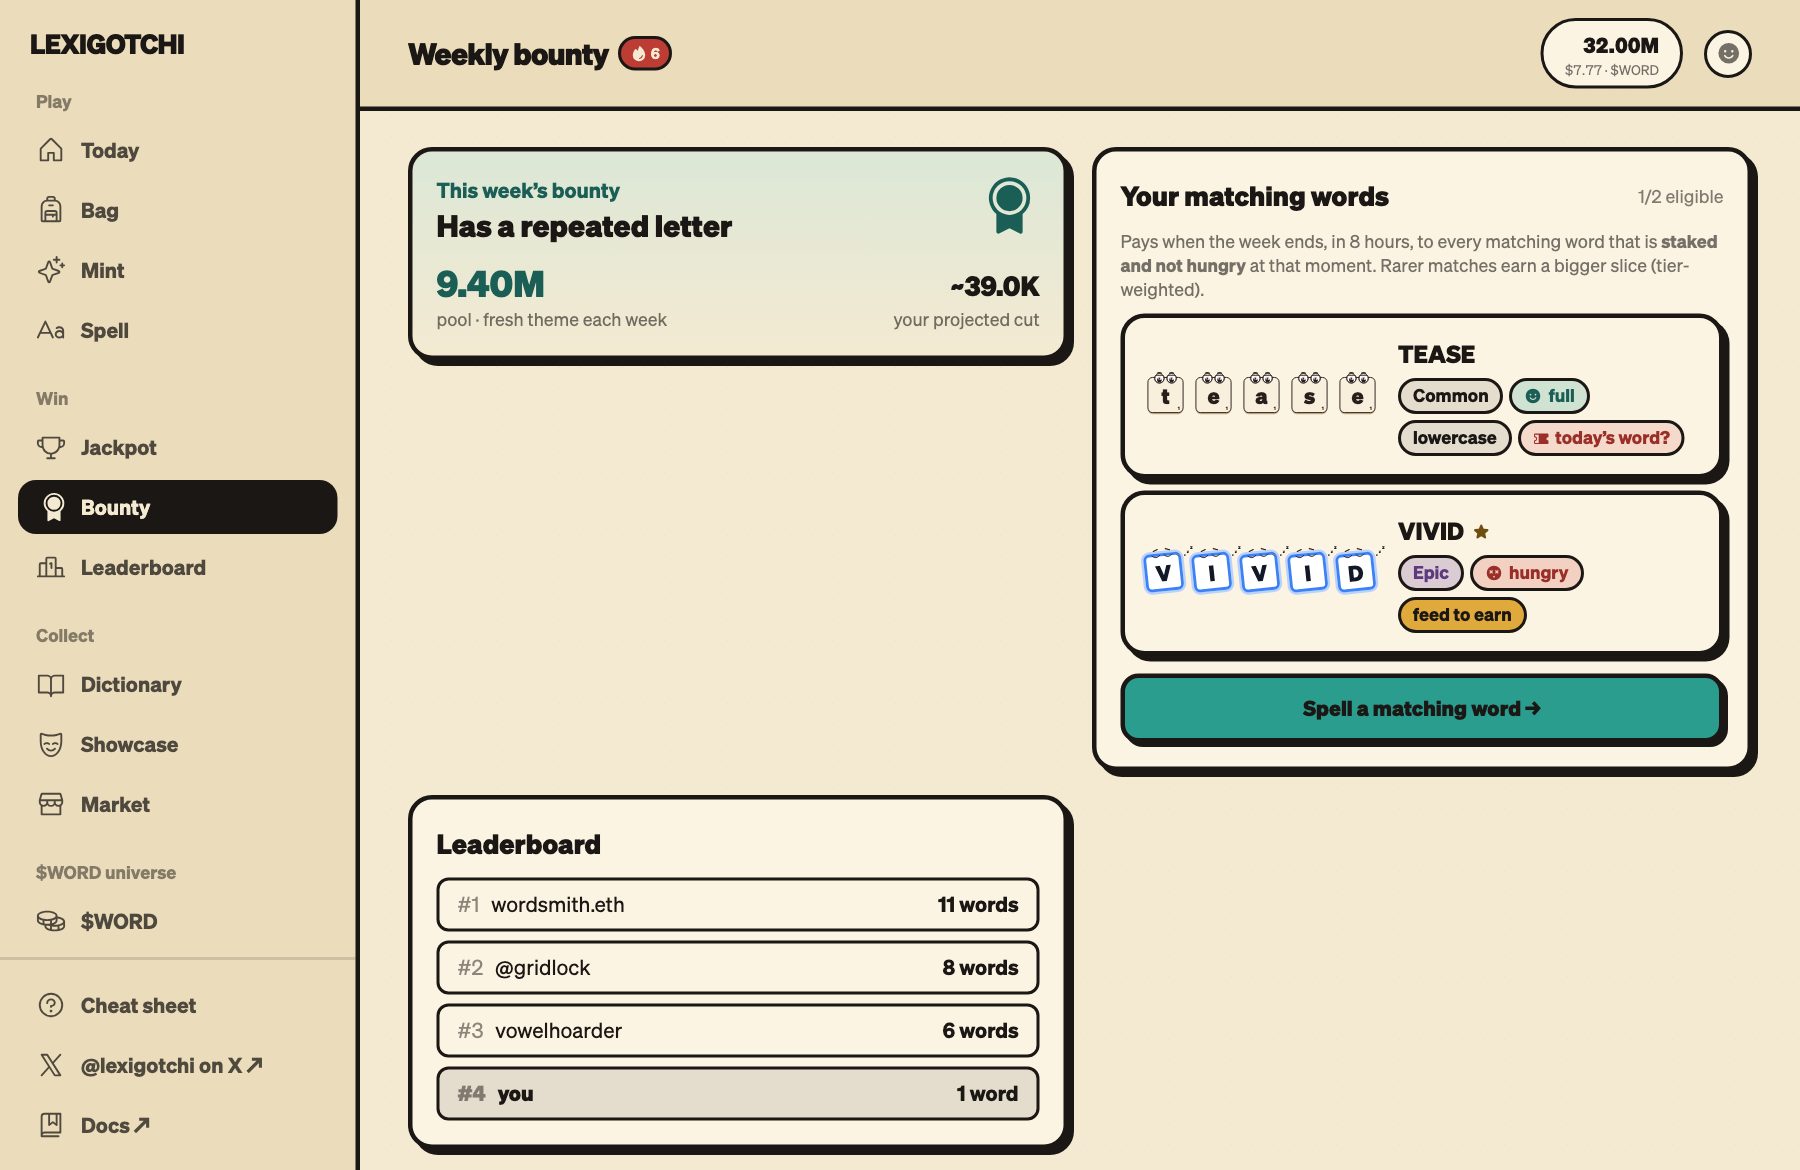 LEXIGOTCHI
Play
Today
Bag
Mint
Aa Spell
Win
Jackpot
Bounty
Leaderboard
Collect
Dictionary
Showcase
Market
$WORD universe
$WORD
Cheat sheet
@lexigotchi on X ↗
Docs ↗
Weekly bounty 6
32.00M
$7.77 · $WORD
This week's bounty
Has a repeated letter
9.40M
pool · fresh theme each week
~39.0K
your projected cut
Your matching words
1/2 eligible
Pays when the week ends, in 8 hours, to every matching word that is staked
and not hungry at that moment. Rarer matches earn a bigger slice (tier-
weighted).
t e a s e
TEASE
Common full
lowercase today's word?
V I V I D
VIVID ★
Epic hungry
feed to earn
Spell a matching word →
Leaderboard
#1 wordsmith.eth 11 words
#2 @gridlock 8 words
#3 vowelhoarder 6 words
#4 you 1 word